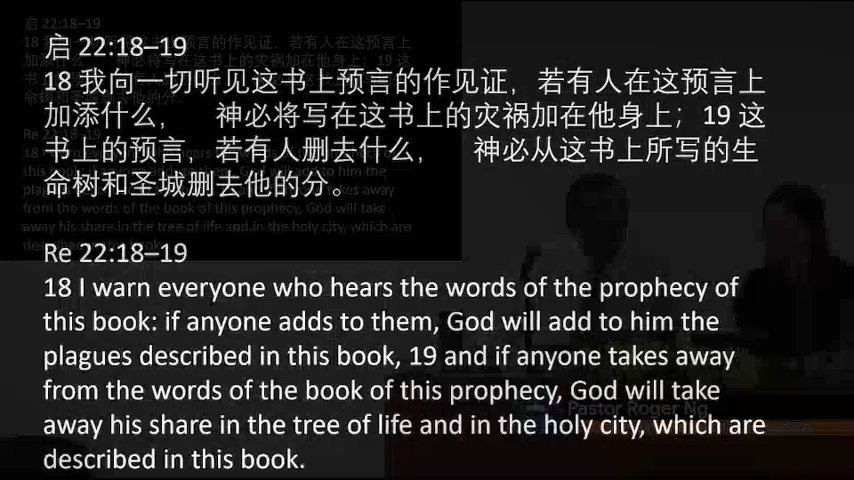 启 22:18–19
18 我向一切听见这书上预言的作见证，若有人在这预言上
加添什么，　神必将写在这书上的灾祸加在他身上；19 这
书上的预言，若有人删去什么，　神必从这书上所写的生
命树和圣城删去他的分。
Re 22:18–19
18 I warn everyone who hears the words of the prophecy of
this book: if anyone adds to them, God will add to him the
plagues described in this book, 19 and if anyone takes away
from the words of the book of this prophecy, God will take
away his share in the tree of life and in the holy city, which are
described in this book.
Pastor Roger Ng